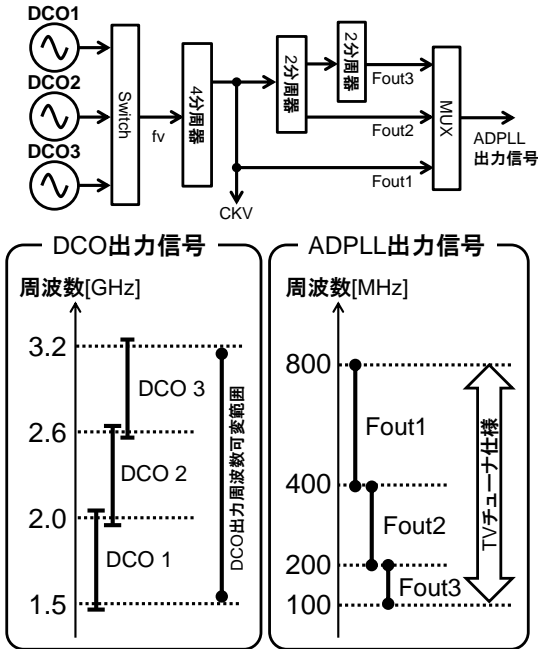 DCO1
DCO2
DCO3
Switch
fv
4分周器
CKV
2分周器
2分周器
Fout3
Fout2
Fout1
MUX
ADPLL
出力信号
DCO出力信号
周波数[GHz]
3.2
2.6
2.0
1.5
DCO 3
DCO 2
DCO 1
DCO出力周波数可変範囲
ADPLL出力信号
周波数[MHz]
800
400
200
100
Fout1
Fout2
Fout3
TVチューナ仕様